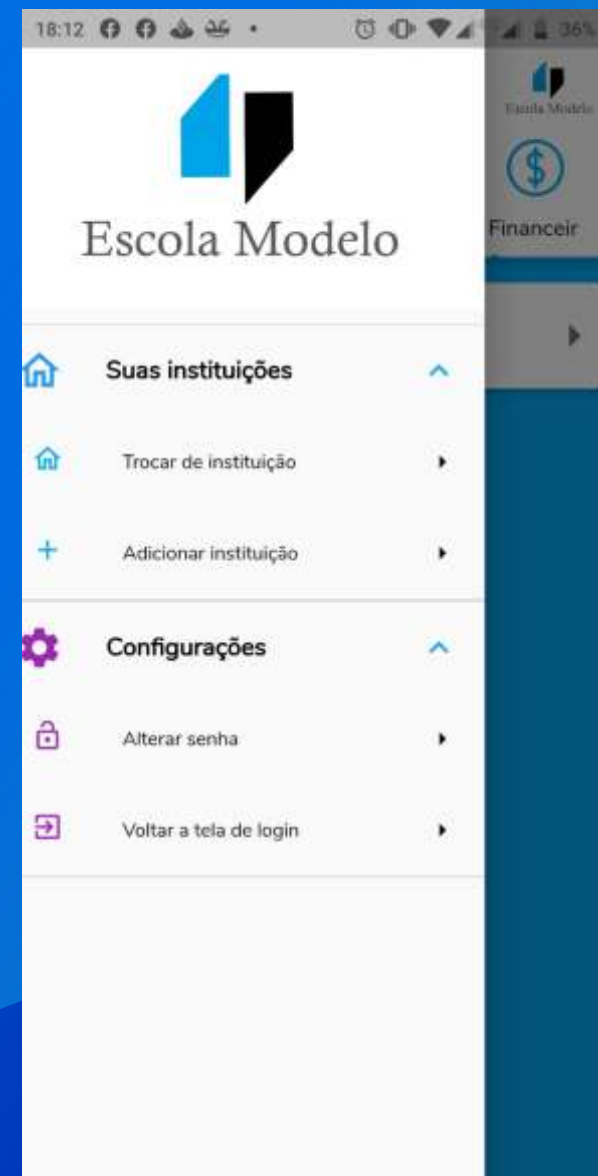 18:12
36%
Escola Modelo
Escola Modelo
Financeir
Suas instituições
Trocar de instituição
Adicionar instituição
Configurações
Alterar senha
Voltar a tela de login